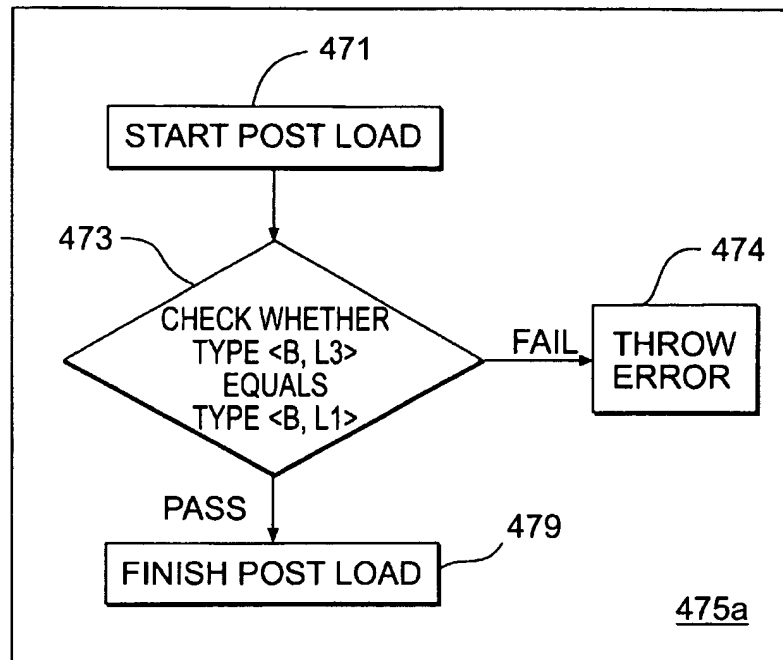 471
START POST LOAD
473
CHECK WHETHER
TYPE <B, L3>
EQUALS
TYPE <B, L1>
FAIL
474
THROW
ERROR
PASS
479
FINISH POST LOAD
475a